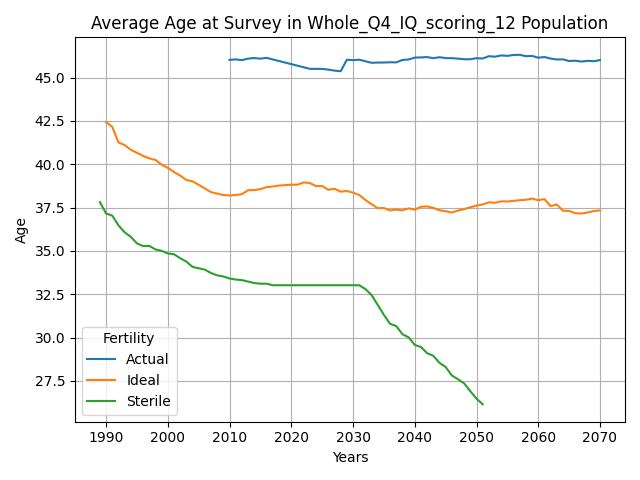 Average Age at Survey in Whole_Q4_IQ_scoring_12 Population
45.0
42.5
40.0
37.5
35.0
32.5
30.0
27.5
Age
Fertility
Actual
Ideal
Sterile
1990 2000 2010 2020 2030 2040 2050 2060 2070
Years